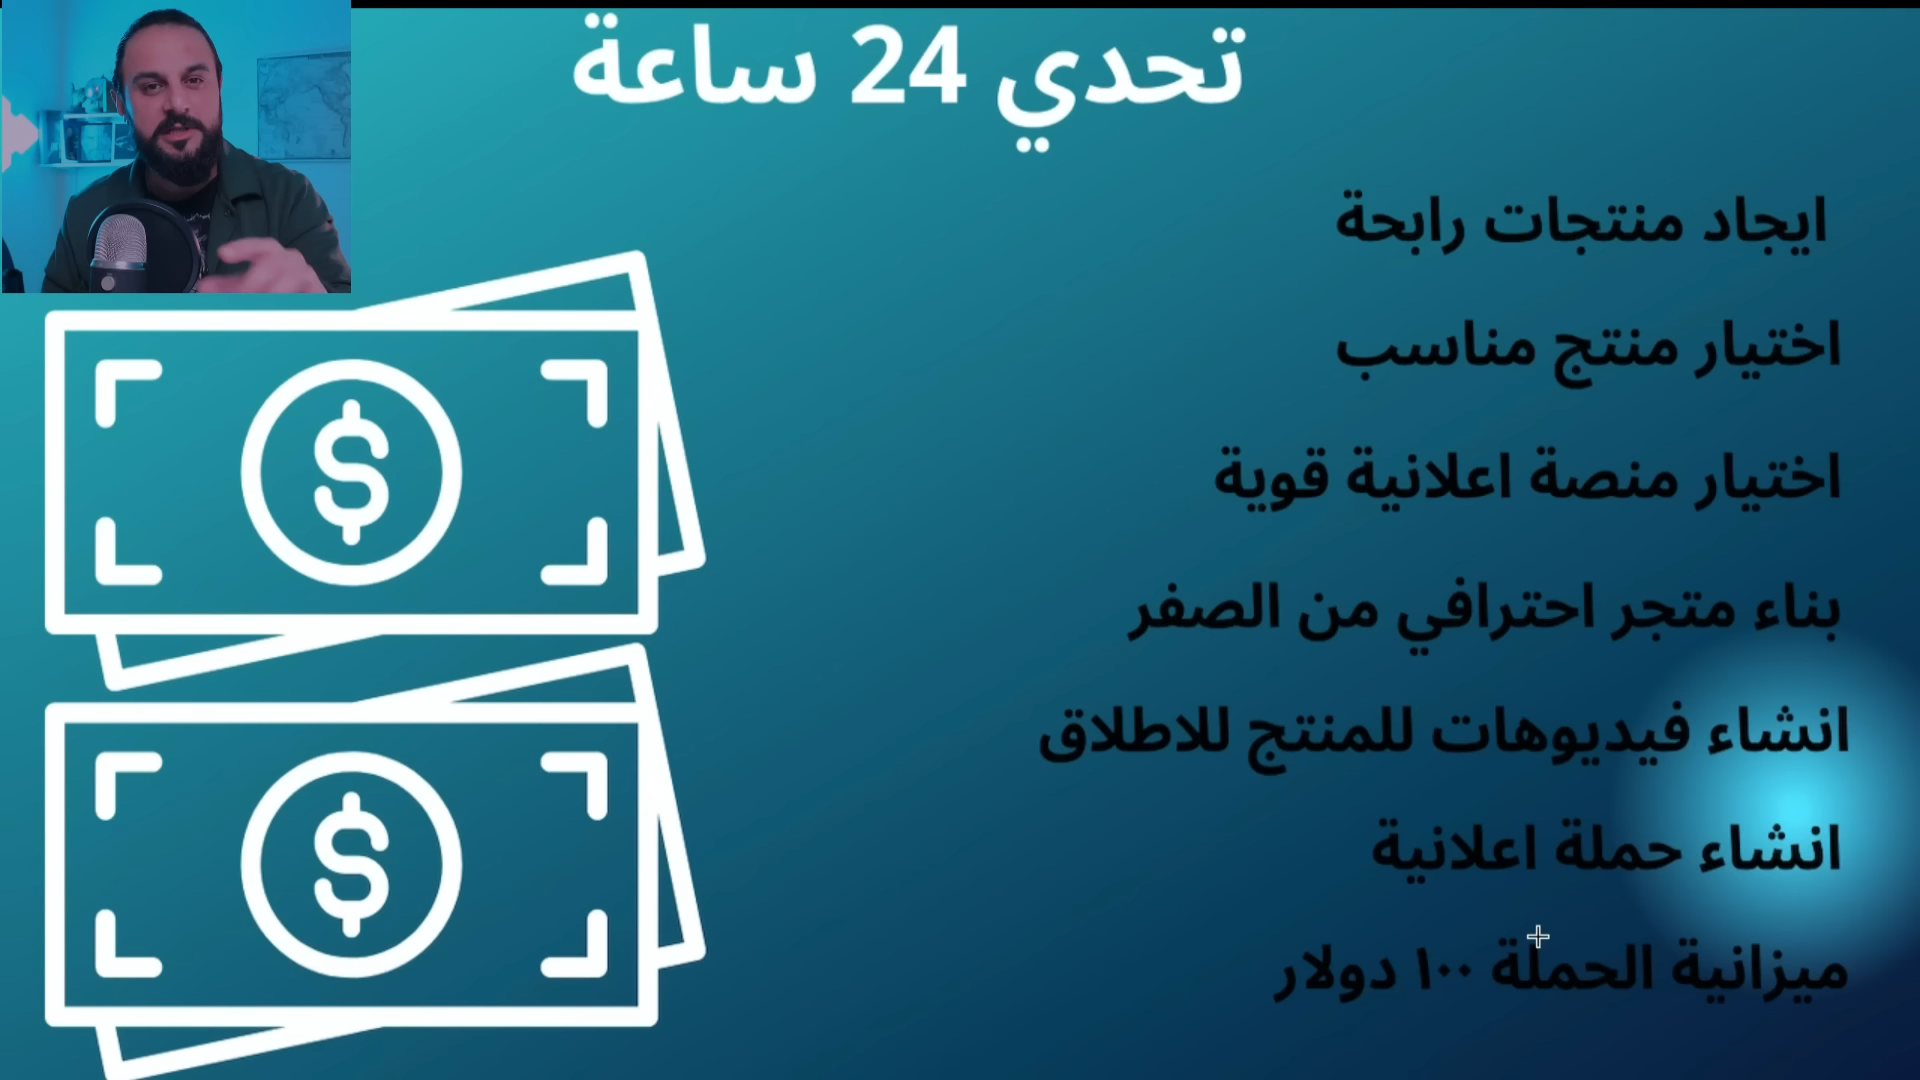 تحدي 24 ساعة
ايجاد منتجات رابحة
اختيار منتج مناسب
اختيار منصة اعلانية قوية
بناء متجر احترافي من الصفر
انشاء فيديوهات للمنتج للاطلاق
انشاء حملة اعلانية
ميزانية الحملة ١٠٠ دولار
$
$